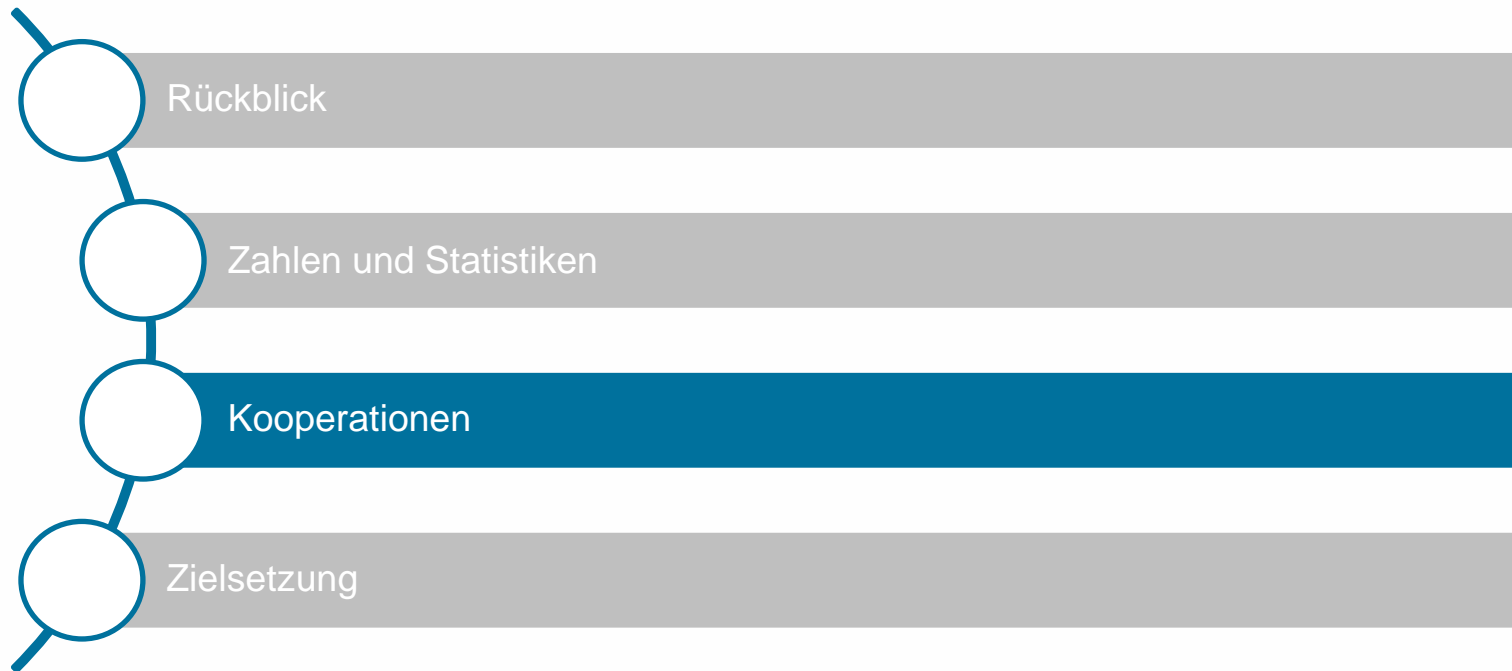 Rückblick
Zahlen und Statistiken
Kooperationen
Zielsetzung